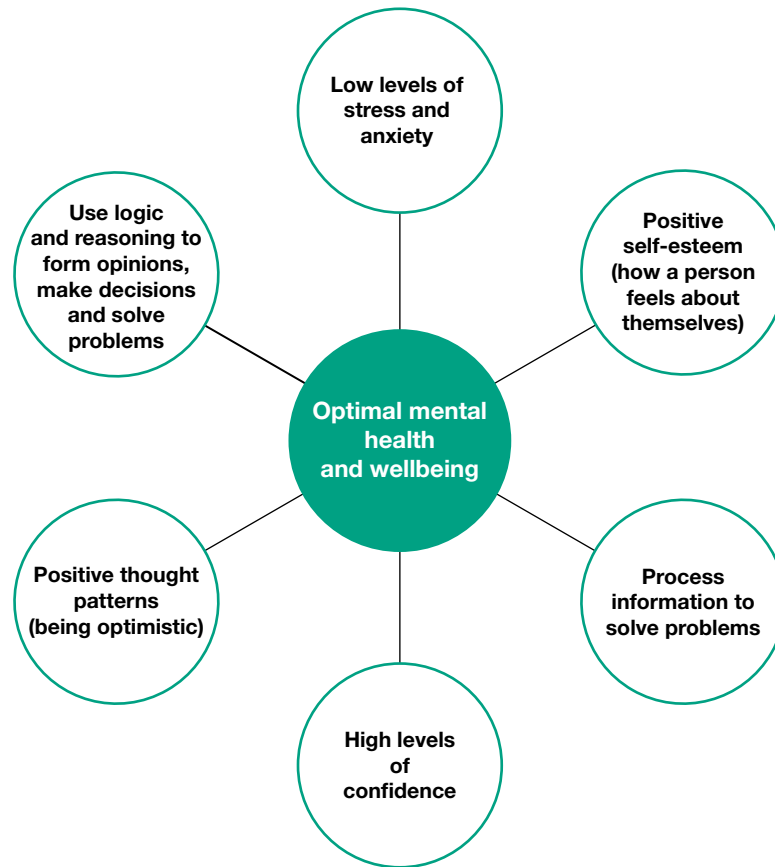 Low levels of
stress and
anxiety
Use logic
and reasoning to
form opinions,
make decisions
and solve
problems
Positive
self-esteem
(how a person
feels about
themselves)
Optimal mental
health
and wellbeing
Positive thought
patterns
(being optimistic)
Process
information to
solve problems
High levels
of
confidence